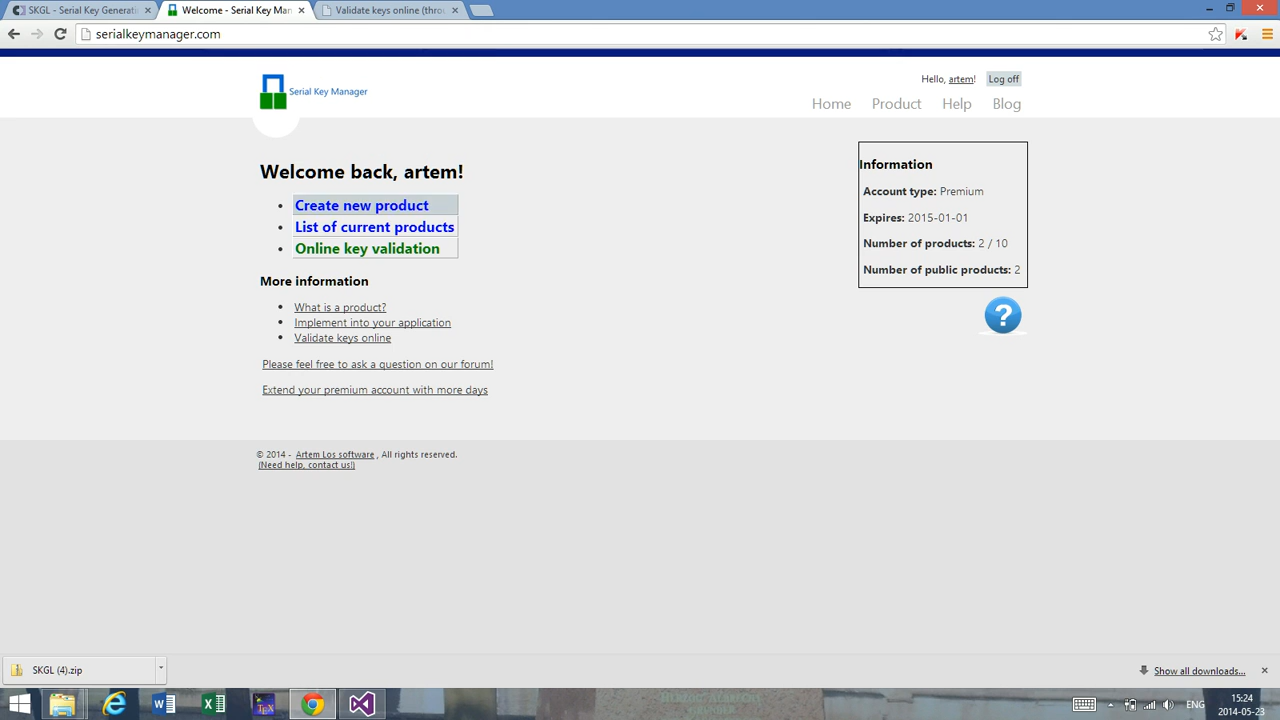 SKGL - Serial Key Generati
Welcome - Serial Key Man
Validate keys online (throu
serialkeymanager.com
Hello, artem! Log off
Serial Key Manager
Home Product Help Blog
Welcome back, artem!
Create new product
List of current products
Online key validation
More information
What is a product?
Implement into your application
Validate keys online
Please feel free to ask a question on our forum!
Extend your premium account with more days
Information
Account type: Premium
Expires: 2015-01-01
Number of products: 2 / 10
Number of public products: 2
?
© 2014 - Artem Los software , All rights reserved.
(Need help, contact us!)
SKGL (4).zip
Show all downloads...
ENG
15:24
2014-05-23